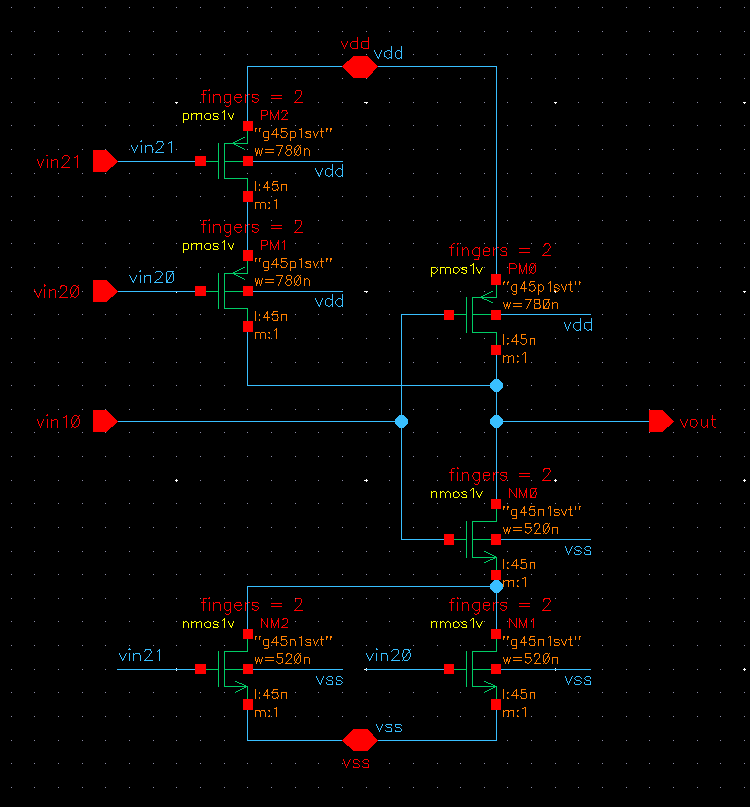 vdd
vdd
fingers = 2
pmos1v
PM2
"g45p1svt"
vin21
vin21
w=780n
vdd
l:45n
m:1
fingers = 2
pmos1v
PM1
"g45p1svt"
vin20
vin20
w=780n
vdd
l:45n
m:1
fingers = 2
pmos1v
PM0
"g45p1svt"
w=780n
vdd
l:45n
m:1
vin10
vout
fingers = 2
nmos1v
NM0
"g45n1svt"
w=520n
vss
l:45n
m:1
fingers = 2
nmos1v
NM2
"g45n1svt"
vin21
w=520n
vss
l:45n
m:1
fingers = 2
nmos1v
NM1
"g45n1svt"
vin20
w=520n
vss
l:45n
m:1
vss
vss